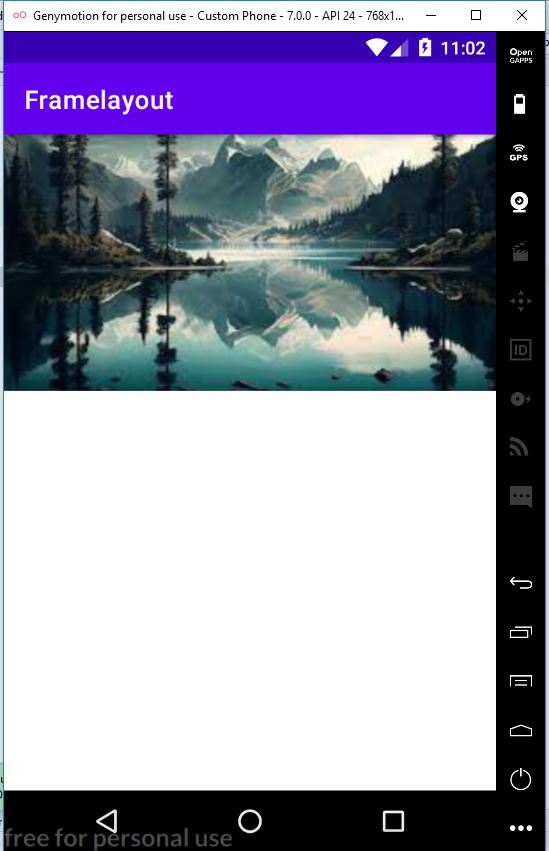 Genymotion for personal use - Custom Phone - 7.0.0 - API 24 - 768x1...
11:02
Open
GAPPS
Framelayout
GPS
ID
free for personal use